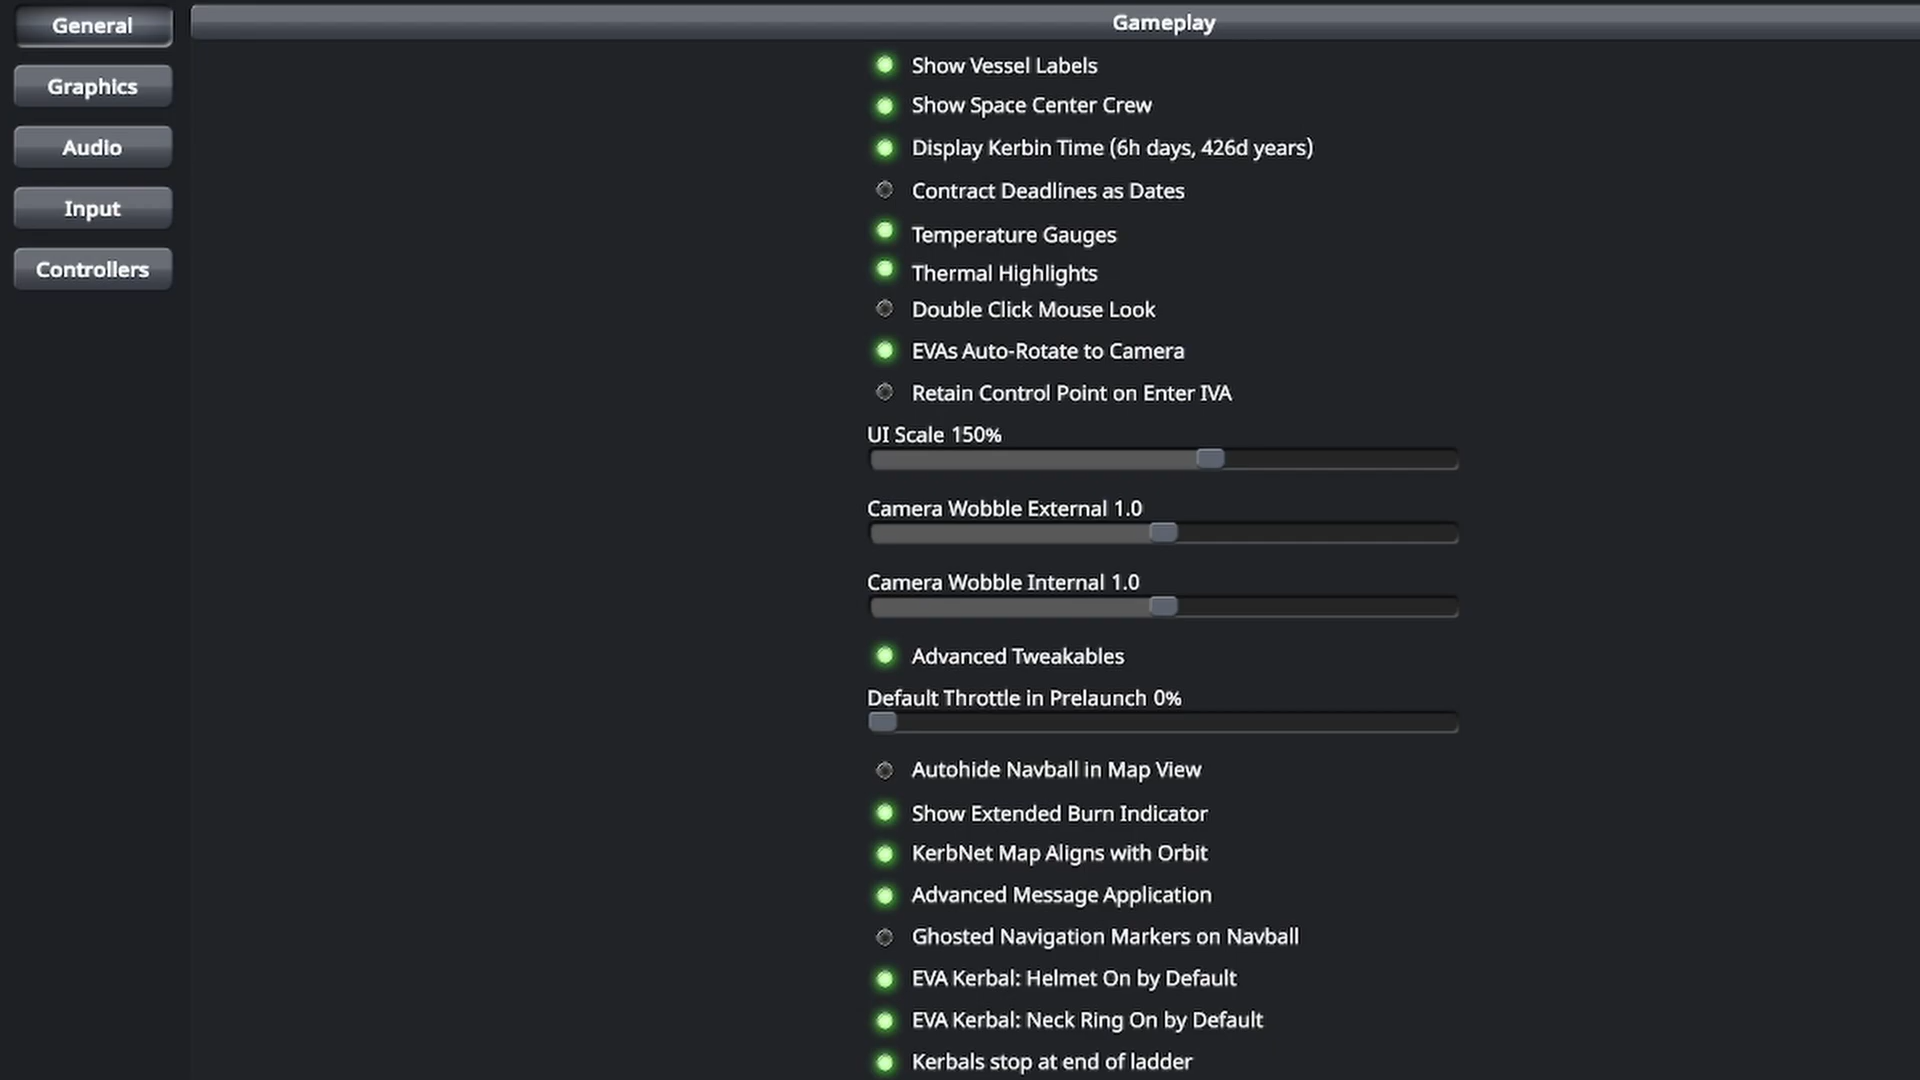 General
Graphics
Audio
Input
Controllers
Gameplay
Show Vessel Labels
Show Space Center Crew
Display Kerbin Time (6h days, 426d years)
Contract Deadlines as Dates
Temperature Gauges
Thermal Highlights
Double Click Mouse Look
EVAs Auto-Rotate to Camera
Retain Control Point on Enter IVA
UI Scale 150%
Camera Wobble External 1.0
Camera Wobble Internal 1.0
Advanced Tweakables
Default Throttle in Prelaunch 0%
Autohide Navball in Map View
Show Extended Burn Indicator
KerbNet Map Aligns with Orbit
Advanced Message Application
Ghosted Navigation Markers on Navball
EVA Kerbal: Helmet On by Default
EVA Kerbal: Neck Ring On by Default
Kerbals stop at end of ladder